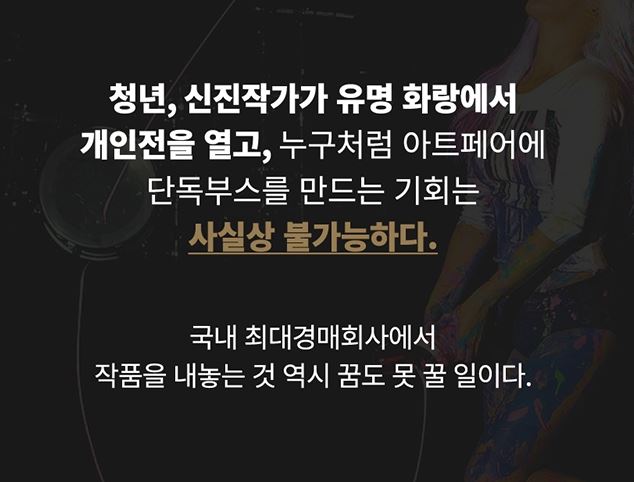 청년, 신진작가가 유명 화랑에서
개인전을 열고, 누구처럼 아트페어에
단독부스를 만드는 기회는
사실상 불가능하다.
국내 최대경매회사에서
작품을 내놓는 것 역시 꿈도 못 꿀 일이다.